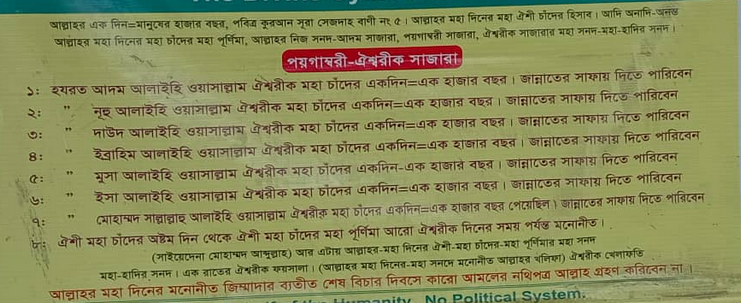 আল্লাহর এক দিন=মানুষের হাজার বছর, পবিত্র কুরআন সূরা সেজদাহ বাণী নং ৫। আল্লাহর মহা দিনের মহা ঐশী চাঁদের হিসাব। আদি অনাদি-অনন্ত
আল্লাহর মহা দিনের মহা চাঁদের মহা পূর্ণিমা, আল্লাহর নিজ সনদ-আদম সাজারা, পয়গাম্বরী সাজারা, ঐশ্বরীক সাজারার মহা সনদ-মহা-হাদির সনদ।
পয়গাম্বরী-ঐশ্বরীক সাজারা
১: হযরত আদম আলাইহি ওয়াসাল্লাম ঐশ্বরীক মহা চাঁদের একদিন=এক হাজার বছর। জান্নাতের সাফায় দিতে পারিবেন
২: " নূহ আলাইহি ওয়াসাল্লাম ঐশ্বরীক মহা চাঁদের একদিন=এক হাজার বছর। জান্নাতের সাফায় দিতে পারিবেন
৩: " দাউদ আলাইহি ওয়াসাল্লাম ঐশ্বরীক মহা চাঁদের একদিন=এক হাজার বছর। জান্নাতের সাফায় দিতে পারিবেন
৪: " ইব্রাহিম আলাইহি ওয়াসাল্লাম ঐশ্বরীক মহা চাঁদের একদিন=এক হাজার বছর। জান্নাতের সাফায় দিতে পারিবেন
৫: " মুসা আলাইহি ওয়াসাল্লাম ঐশ্বরীক মহা চাঁদের একদিন-এক হাজার বছর। জান্নাতের সাফায় দিতে পারিবেন
৬: " ইসা আলাইহি ওয়াসাল্লাম ঐশ্বরীক মহা চাঁদের একদিন=এক হাজার বছর। জান্নাতের সাফায় দিতে পারিবেন
৭: " মোহাম্মদ সাল্লাল্লাহু আলাইহি ওয়াসাল্লাম ঐশ্বরীক মহা চাঁদের একদিন=এক হাজার বছর (পেয়েছিল)। জান্নাতের সাফায় দিতে পারিবেন
৮: ঐশী মহা চাঁদের অষ্টম দিন থেকে ঐশী মহা চাঁদের মহা পূর্ণিমা আরো ঐশ্বরীক দিনের সময় পর্যন্ত মনোনীত।
(সাইয়েদেনা মোহাম্মদ আব্দুল্লাহ) আর এটায় আল্লাহর-মহা দিনের ঐশী-মহা চাঁদের-মহা পূর্ণিমার মহা সনদ
মহা-হাদির সনদ। এক রাতের ঐশ্বরীক ফয়সালা। (আল্লাহর মহা দিনের-মহা সনদে মনোনীত আল্লাহর খলিফা) ঐশ্বরীক খেলাফতি
আল্লাহর মহা দিনের মনোনীত জিম্মাদার ব্যতীত শেষ বিচার দিবসে কারো আমলের নথিপত্র আল্লাহ গ্রহণ করিবেন না।
Humanity, No Political System.